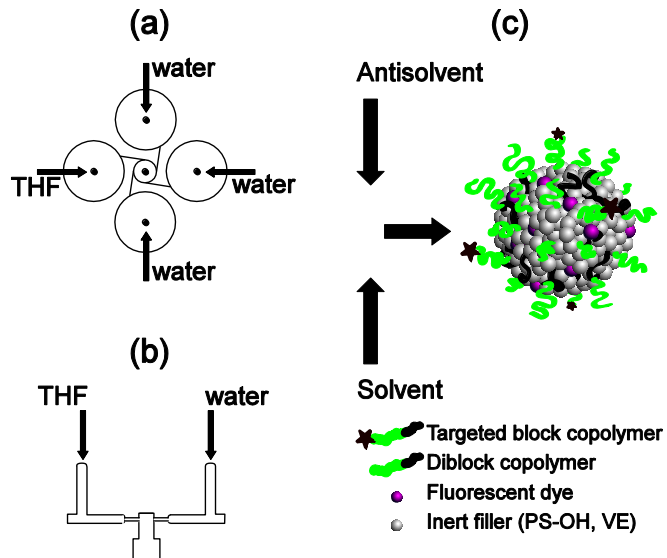 (a)
water
THF
water
water
(b)
THF
water
(c)
Antisolvent
Solvent
Targeted block copolymer
Diblock copolymer
Fluorescent dye
Inert filler (PS-OH, VE)